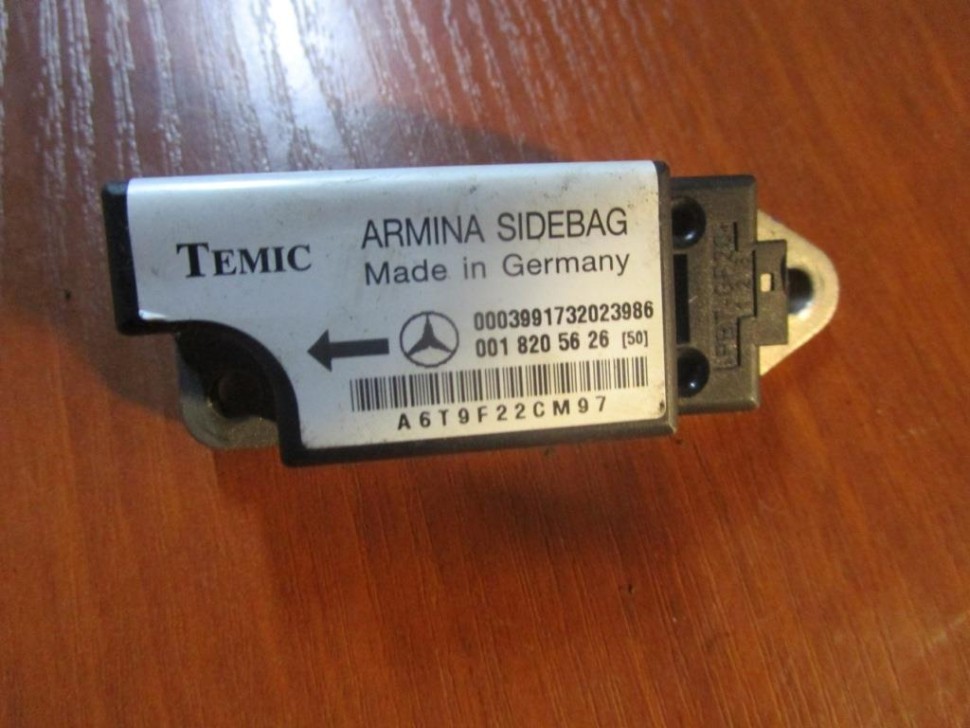 TEMIC
ARMINA SIDEBAG
Made in Germany
0003991732023986
001 820 56 26 [50]
A6T9F22CM97